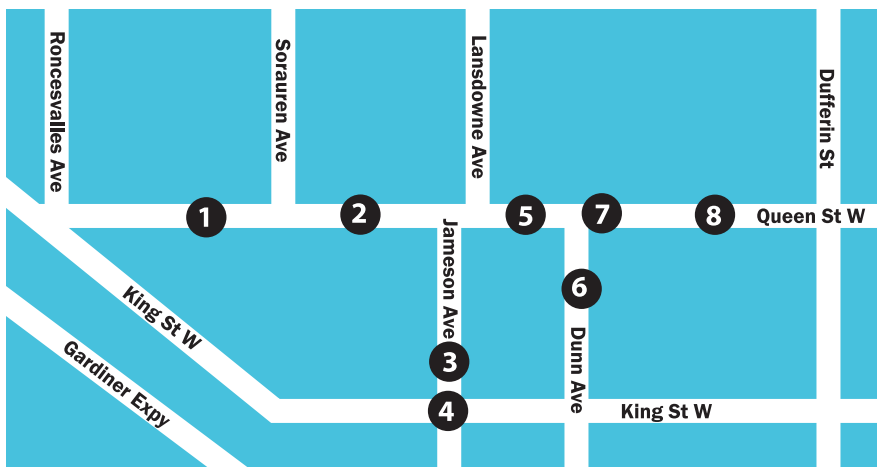 Roncesvalles Ave
Sorauren Ave
Lansdowne Ave
Dufferin St
1
2
5
7
8
Queen St W
Jameson Ave
6
King St W
Dunn Ave
Gardiner Expy
3
4
King St W